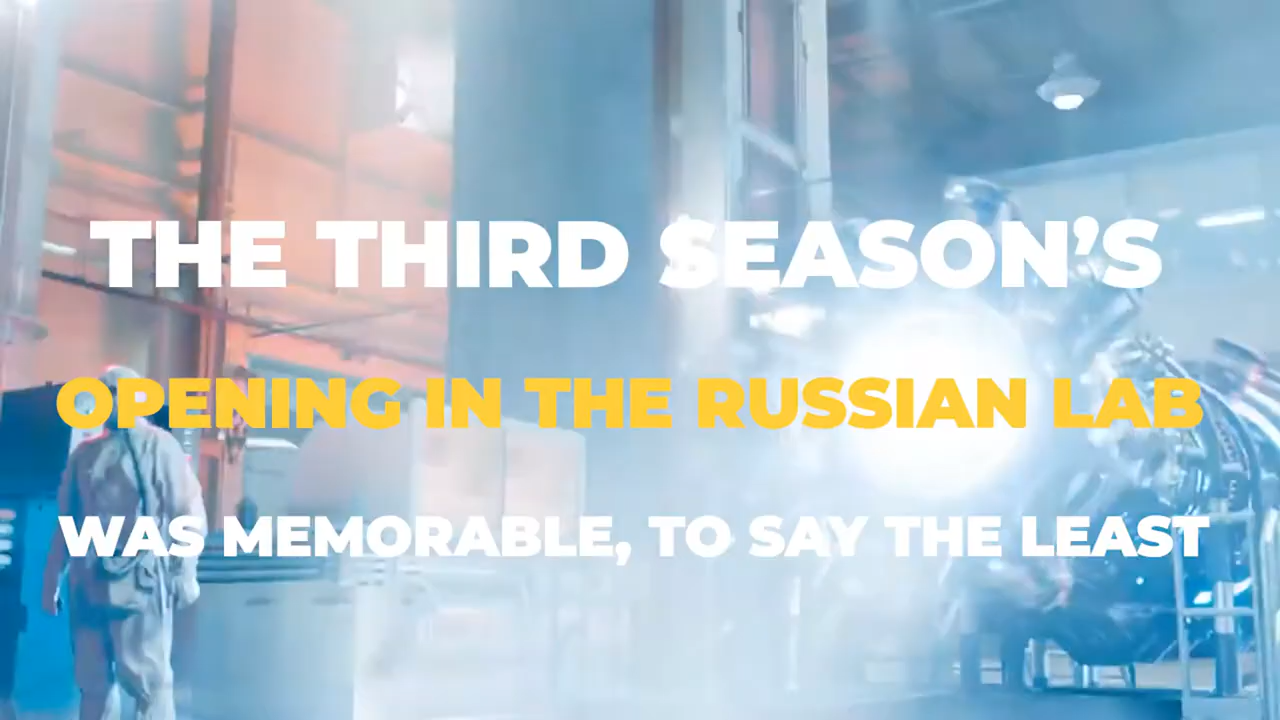 THE THIRD SEASON’S
OPENING IN THE RUSSIAN LAB
WAS MEMORABLE, TO SAY THE LEAST